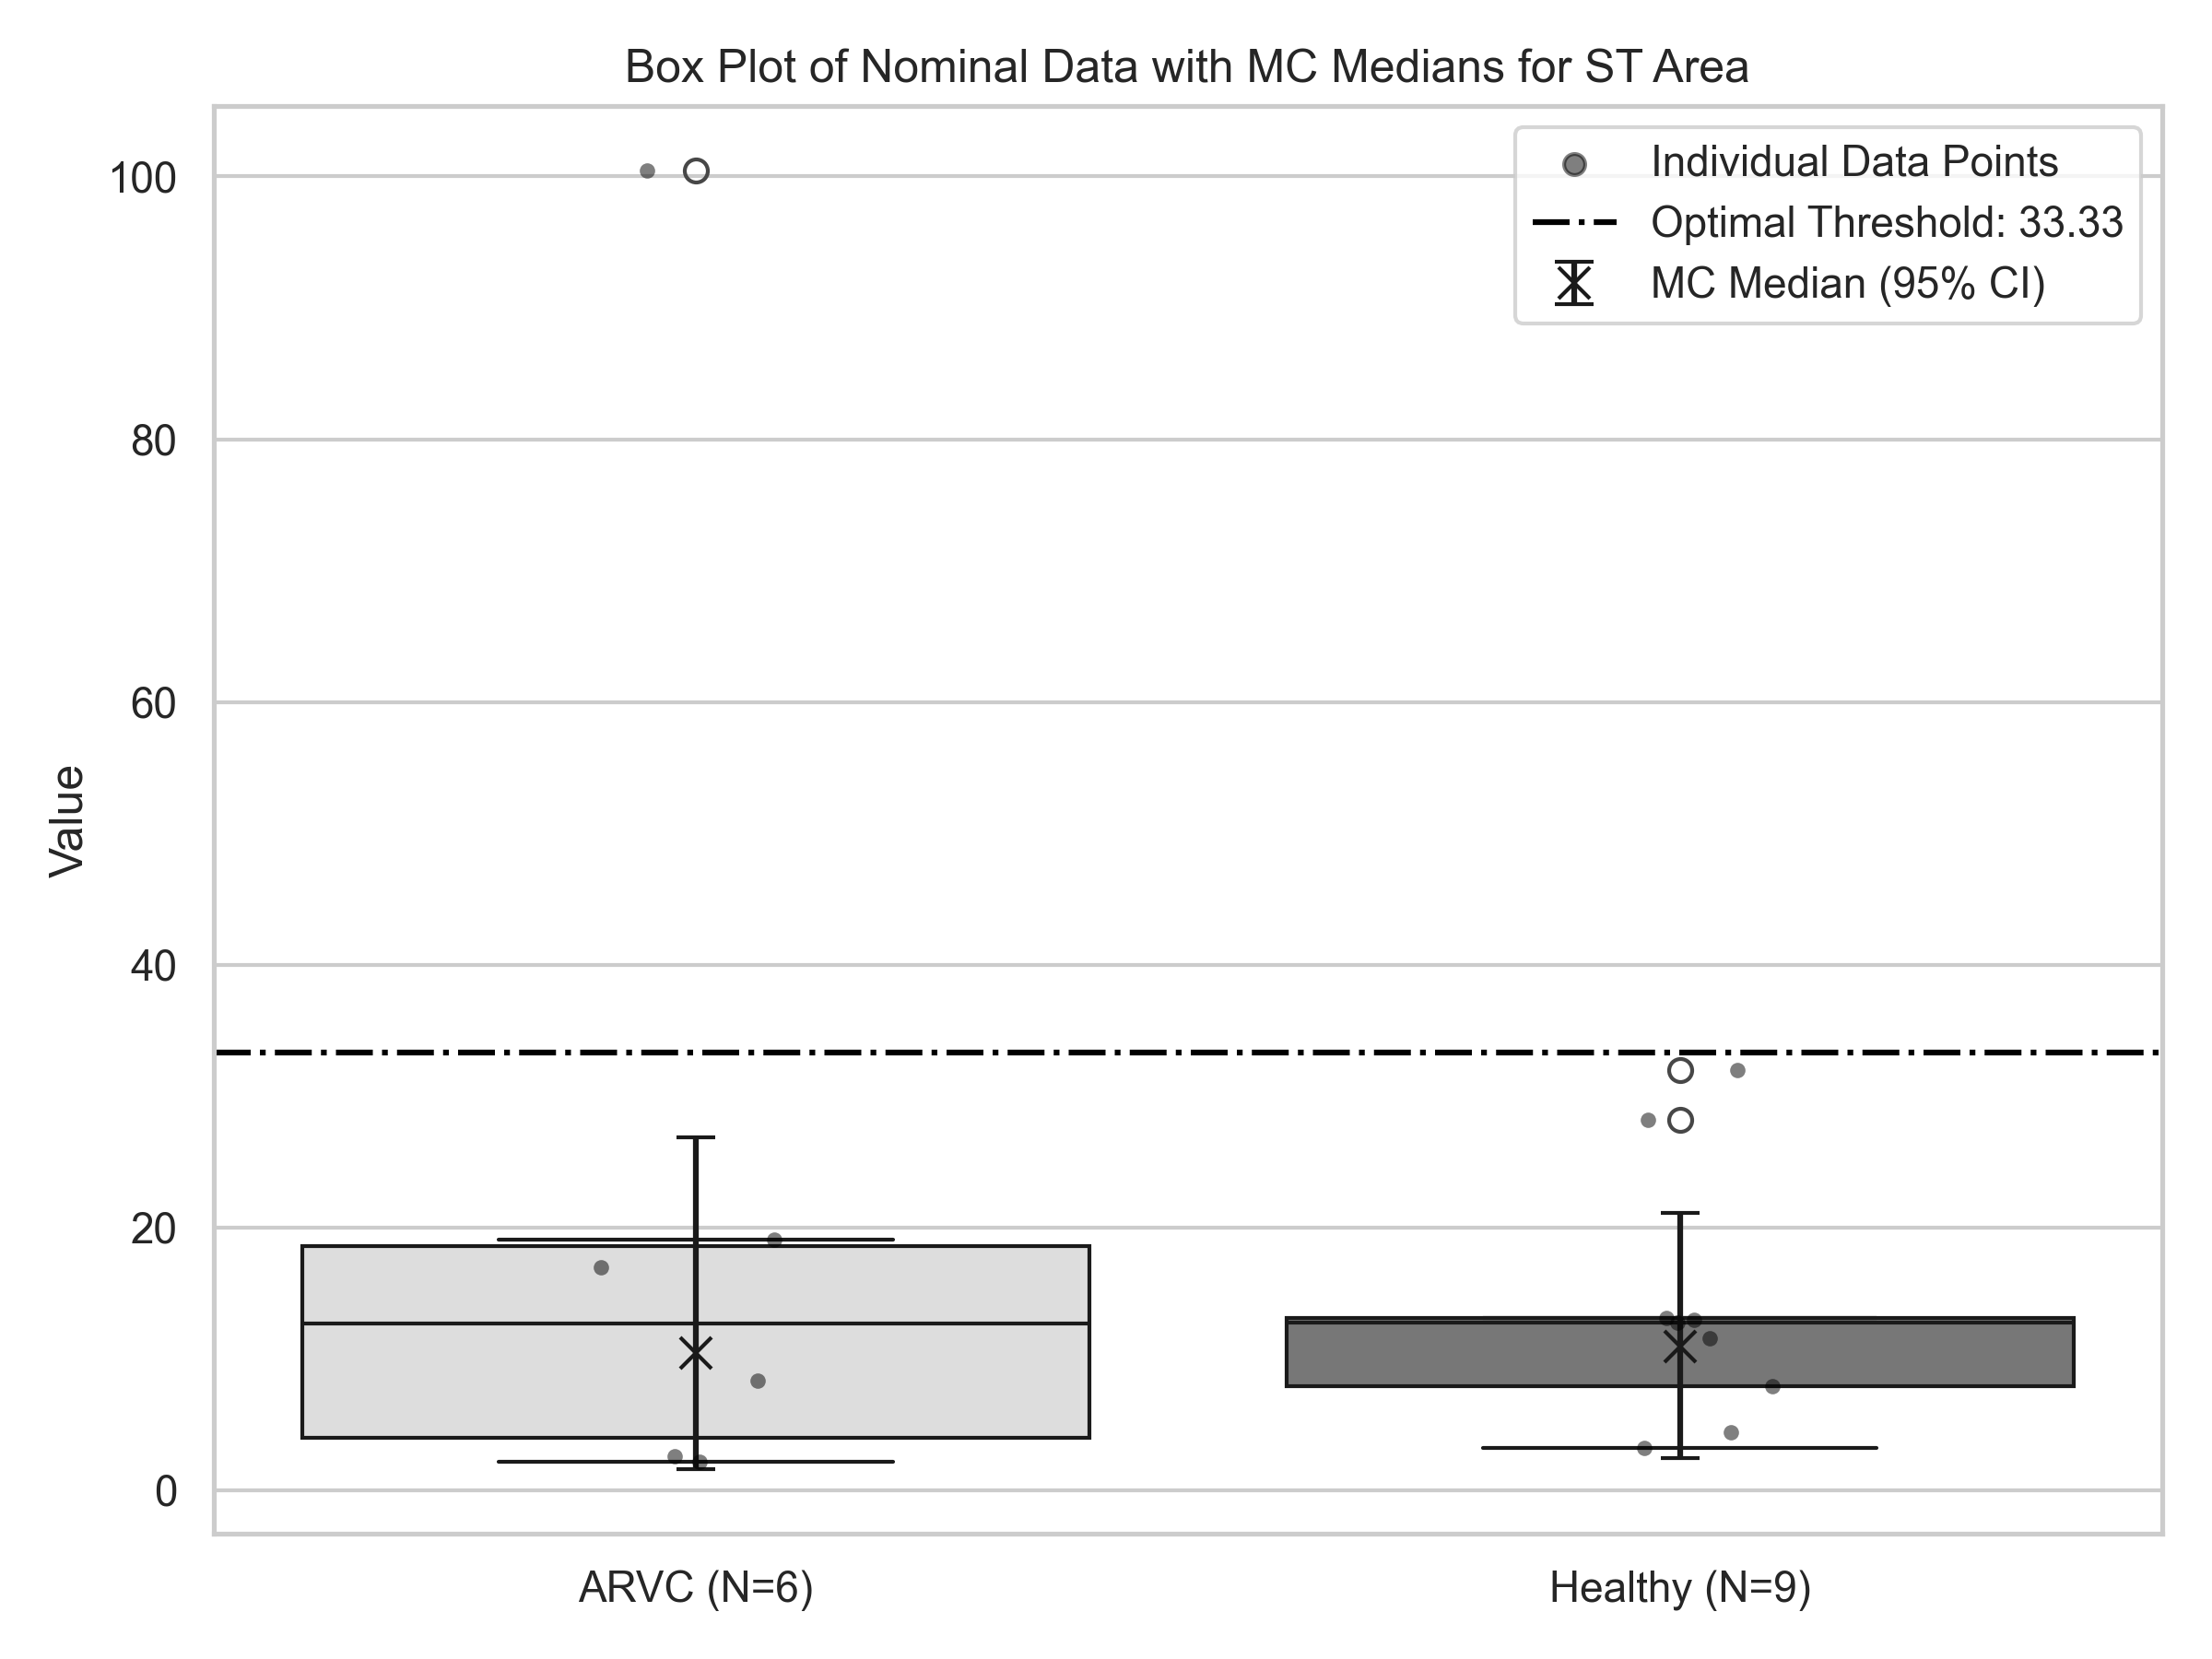 Box Plot of Nominal Data with MC Medians for ST Area
Individual Data Points
Optimal Threshold: 33.33
MC Median (95% CI)
100
80
60
40
20
0
Value
ARVC (N=6)
Healthy (N=9)